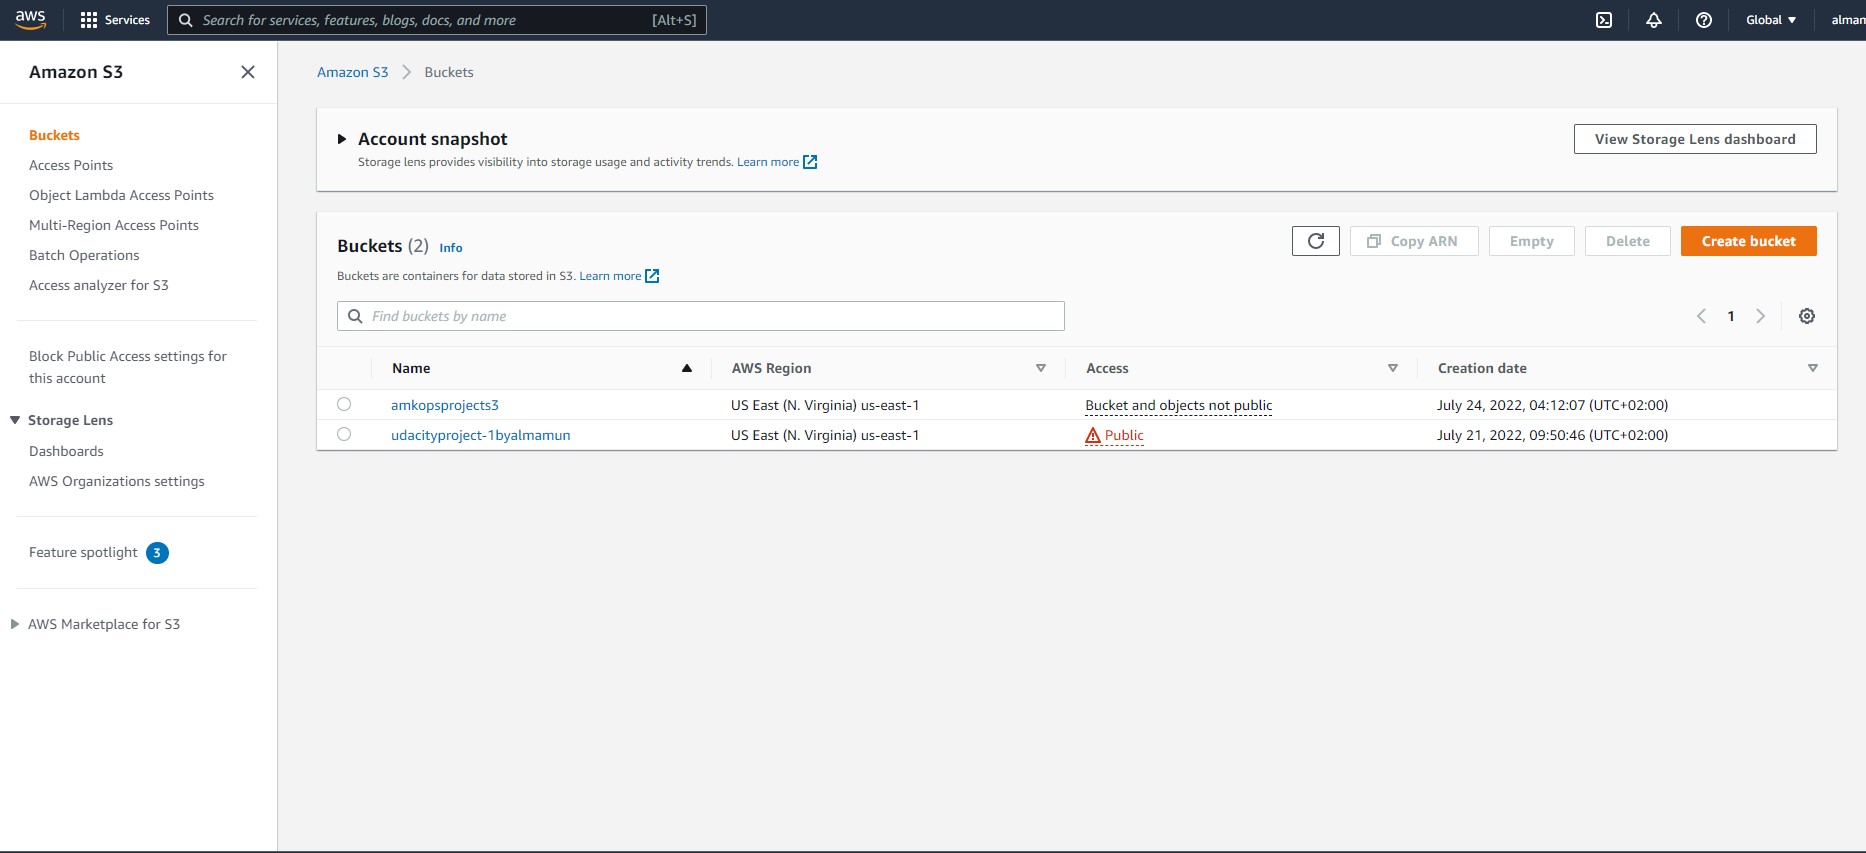 aws Services Search for services, features, blogs, docs, and more [Alt+S] Global alman
Amazon S3
Buckets
Access Points
Object Lambda Access Points
Multi-Region Access Points
Batch Operations
Access analyzer for S3
Block Public Access settings for
this account
Storage Lens
Dashboards
AWS Organizations settings
Feature spotlight 3
AWS Marketplace for S3
Amazon S3 > Buckets
Account snapshot
Storage lens provides visibility into storage usage and activity trends. Learn more
View Storage Lens dashboard
Buckets (2) Info
Copy ARN Empty Delete Create bucket
Buckets are containers for data stored in S3. Learn more
Find buckets by name
1
Name AWS Region Access Creation date
amkopsprojects3 US East (N. Virginia) us-east-1 Bucket and objects not public July 24, 2022, 04:12:07 (UTC+02:00)
udacityproject-1byalmamun US East (N. Virginia) us-east-1 Public July 21, 2022, 09:50:46 (UTC+02:00)